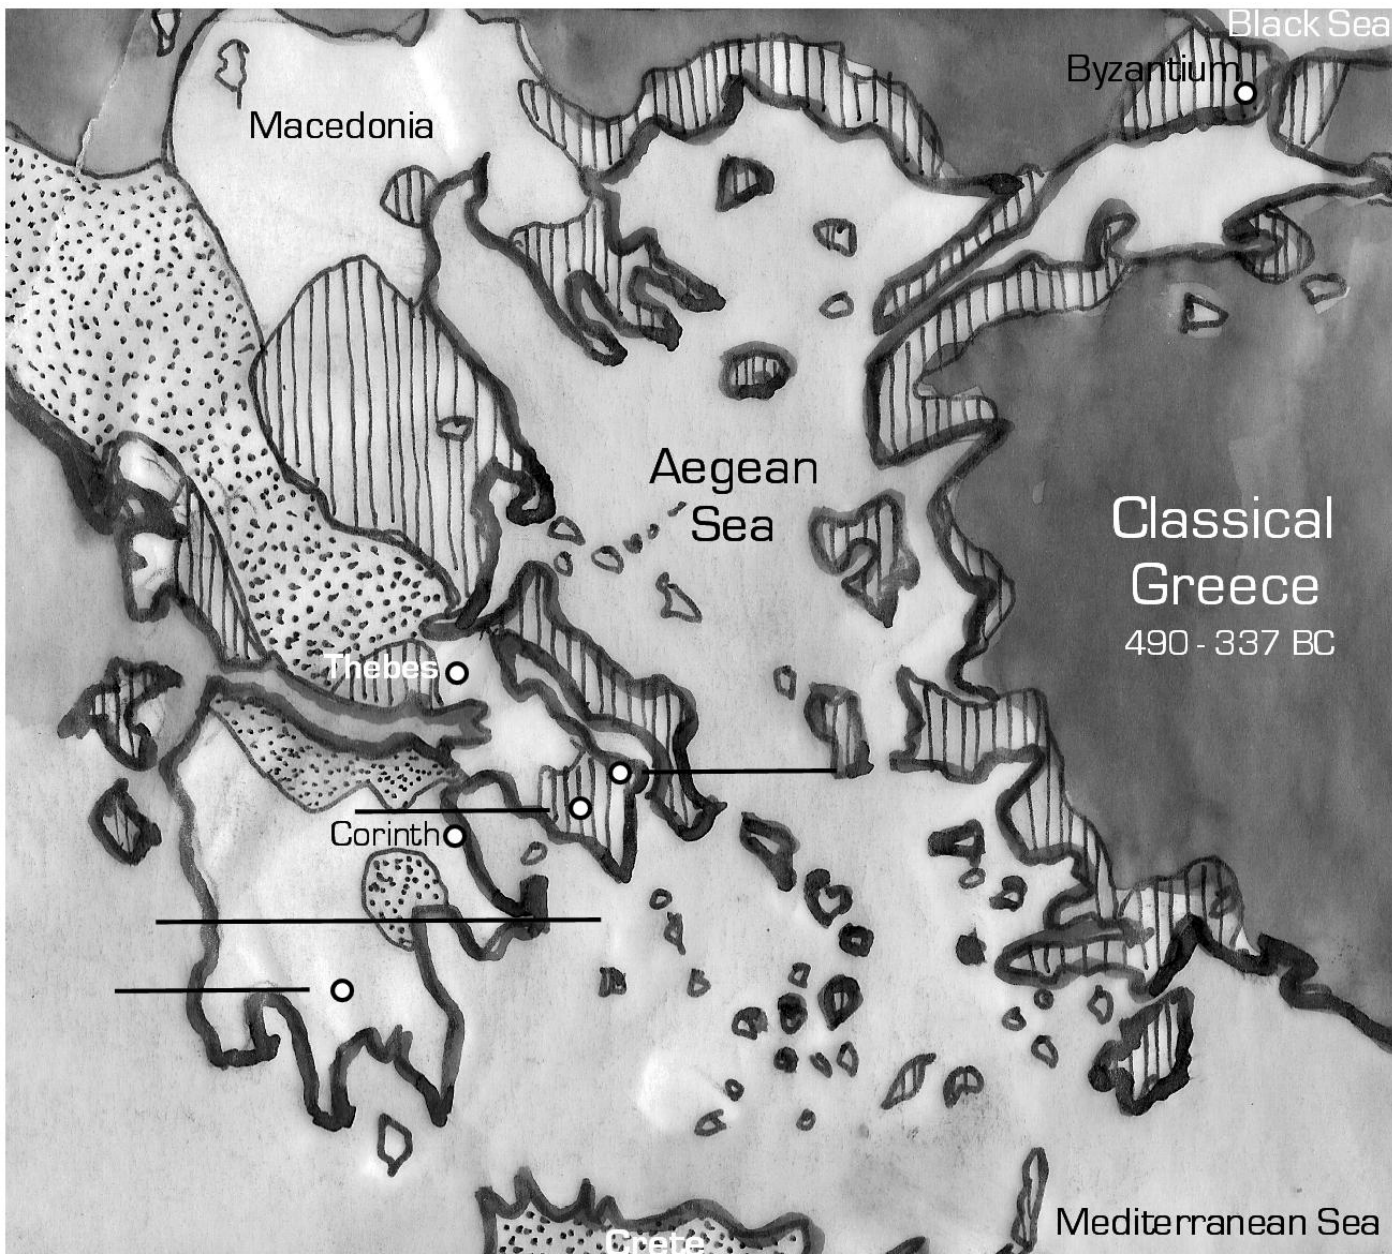 Black Sea
Byzantium
Macedonia
Aegean
Sea
Classical
Greece
490 - 337 BC
Thebes
Corinth
Mediterranean Sea
Crete